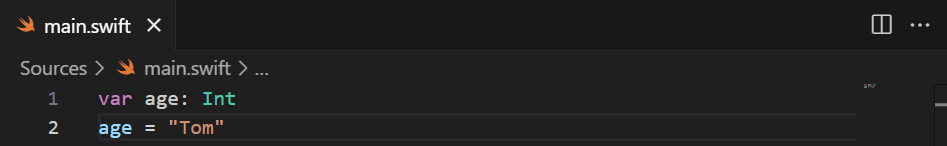 main.swift
Sources > main.swift > ...
1 var age: Int
2 age = "Tom"